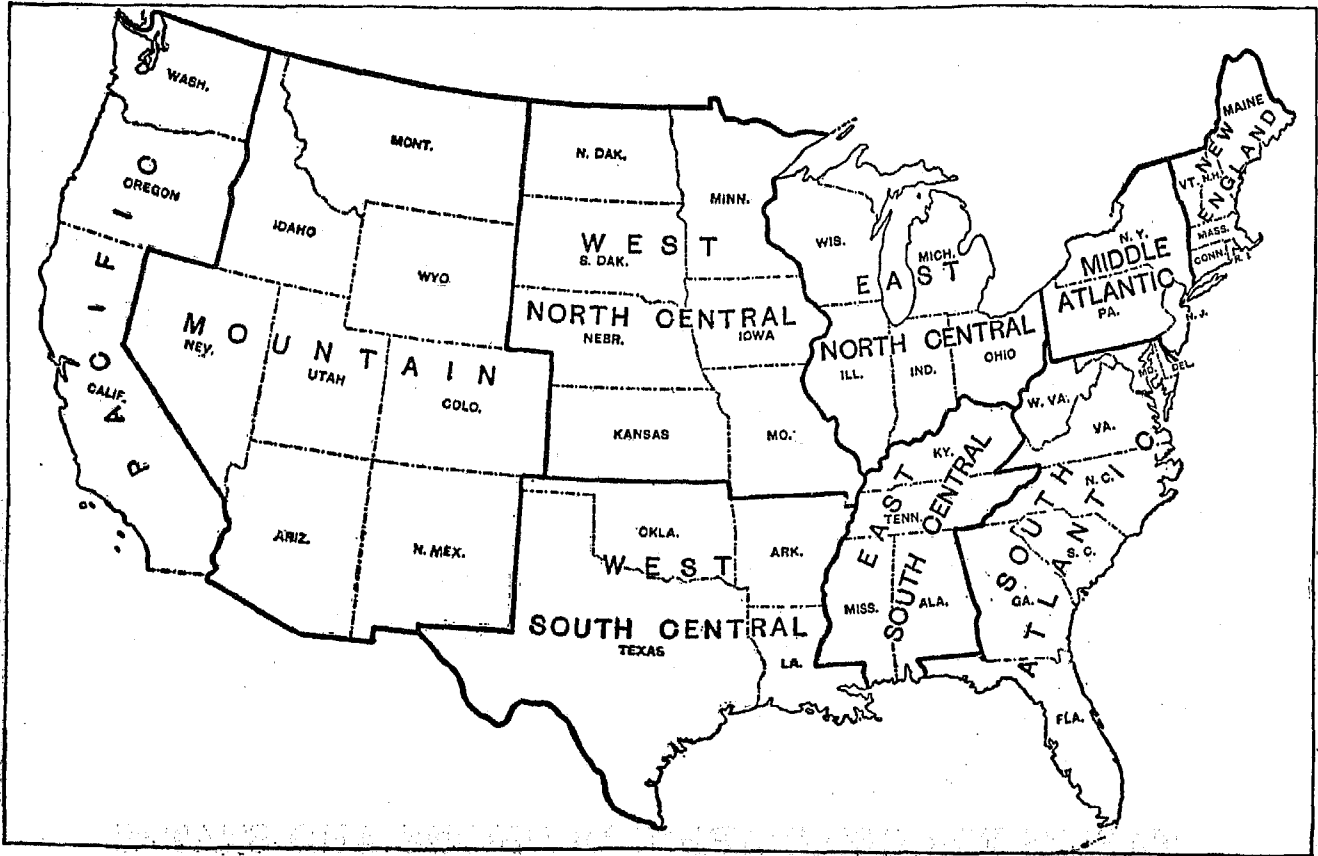 WASH.
OREGON
CALIF.
PACIFIC
MONT.
IDAHO
WYO.
NEV.
UTAH
COLO.
ARIZ.
N. MEX.
MOUNTAIN
N. DAK.
MINN.
WEST
S. DAK.
NORTH CENTRAL
NEBR.
IOWA
KANSAS
MO.
WIS.
MICH.
EAST
NORTH CENTRAL
ILL.
IND.
OHIO
OKLA.
ARK.
WEST
SOUTH CENTRAL
TEXAS
LA.
KY.
TENN.
MISS.
ALA.
EAST
SOUTH CENTRAL
W. VA.
VA.
MD.
DEL.
N. C.
S. C.
GA.
FLA.
SOUTH
ATLANTIC
N. Y.
MIDDLE
ATLANTIC
PA.
N. J.
MAINE
VT.
N.H.
NEW
ENGLAND
MASS.
CONN.
R. I.